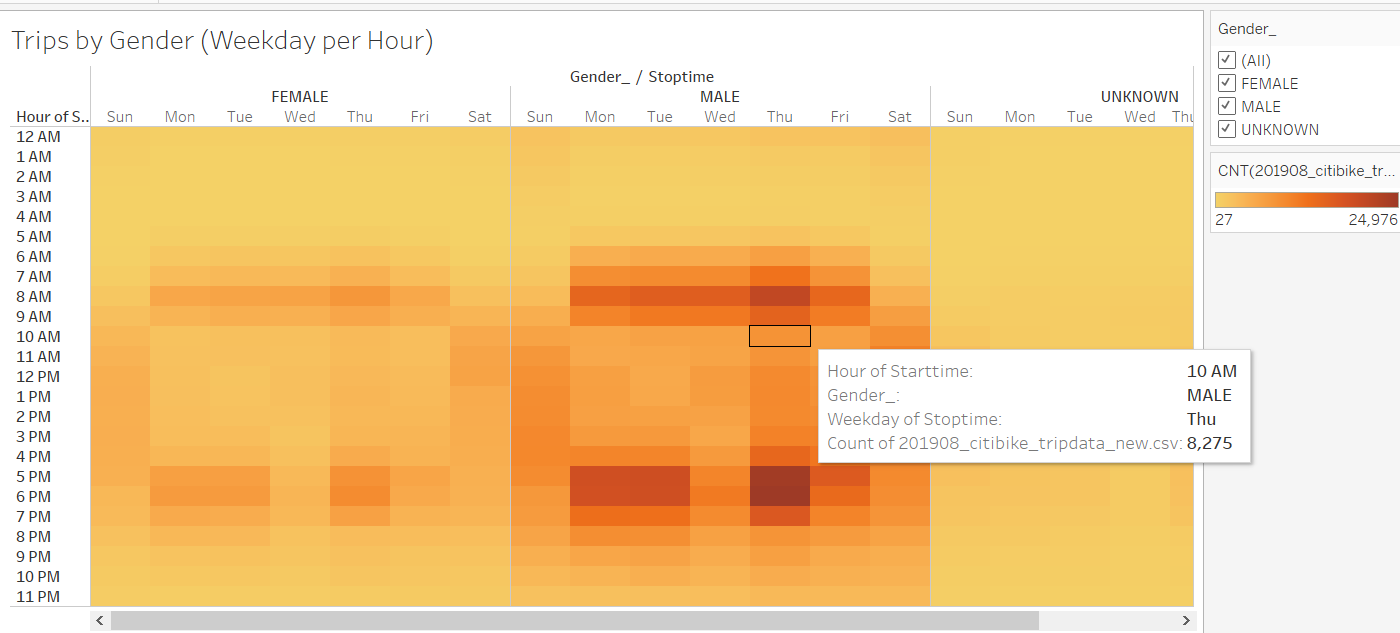 Trips by Gender (Weekday per Hour)
Gender_ / Stoptime
FEMALE MALE UNKNOWN
Hour of S.. Sun Mon Tue Wed Thu Fri Sat Sun Mon Tue Wed Thu Fri Sat Sun Mon Tue Wed Thu
12 AM
1 AM
2 AM
3 AM
4 AM
5 AM
6 AM
7 AM
8 AM
9 AM
10 AM
11 AM
12 PM
1 PM
2 PM
3 PM
4 PM
5 PM
6 PM
7 PM
8 PM
9 PM
10 PM
11 PM
Hour of Starttime: 10 AM
Gender_: MALE
Weekday of Stoptime: Thu
Count of 201908_citibike_tripdata_new.csv: 8,275
Gender_
(All)
FEMALE
MALE
UNKNOWN
CNT(201908_citibike_tr...
27 24,976